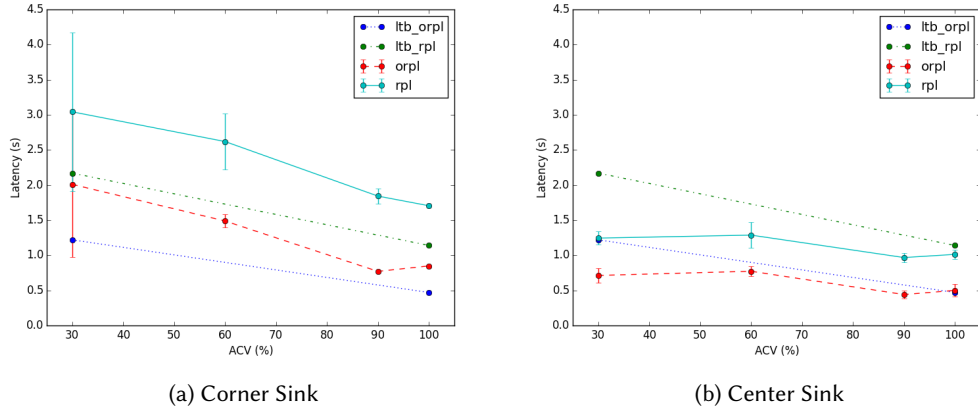 4.5
4.0
3.5
3.0
2.5
2.0
1.5
1.0
0.5
0.0
Latency (s)
30 40 50 60 70 80 90 100
ACV (%)
ltb_orpl
ltb_rpl
orpl
rpl
(a) Corner Sink
4.5
4.0
3.5
3.0
2.5
2.0
1.5
1.0
0.5
0.0
Latency (s)
30 40 50 60 70 80 90 100
ACV (%)
ltb_orpl
ltb_rpl
orpl
rpl
(b) Center Sink